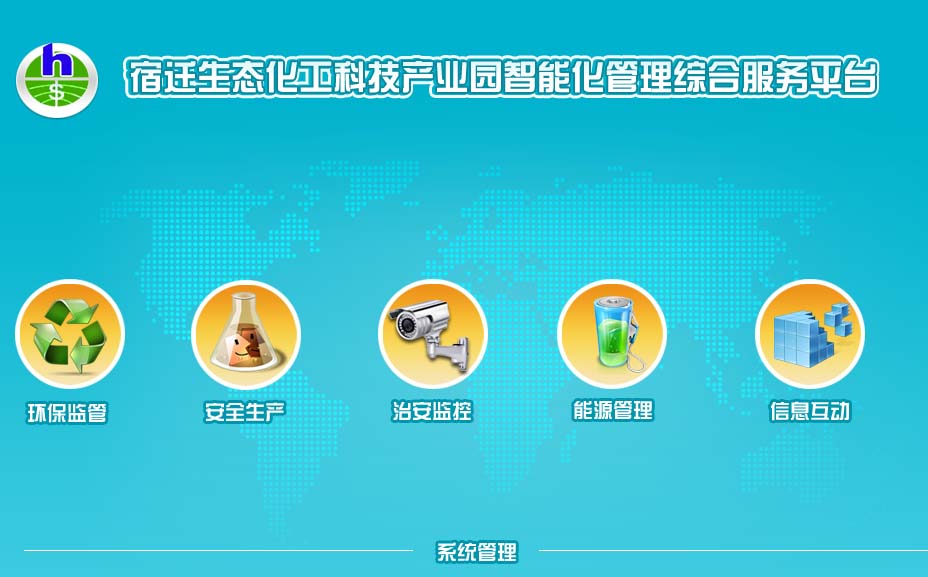 h
$
宿迁生态化工科技产业园智能化管理综合服务平台
环保监管
安全生产
治安监控
能源管理
信息互动
系统管理